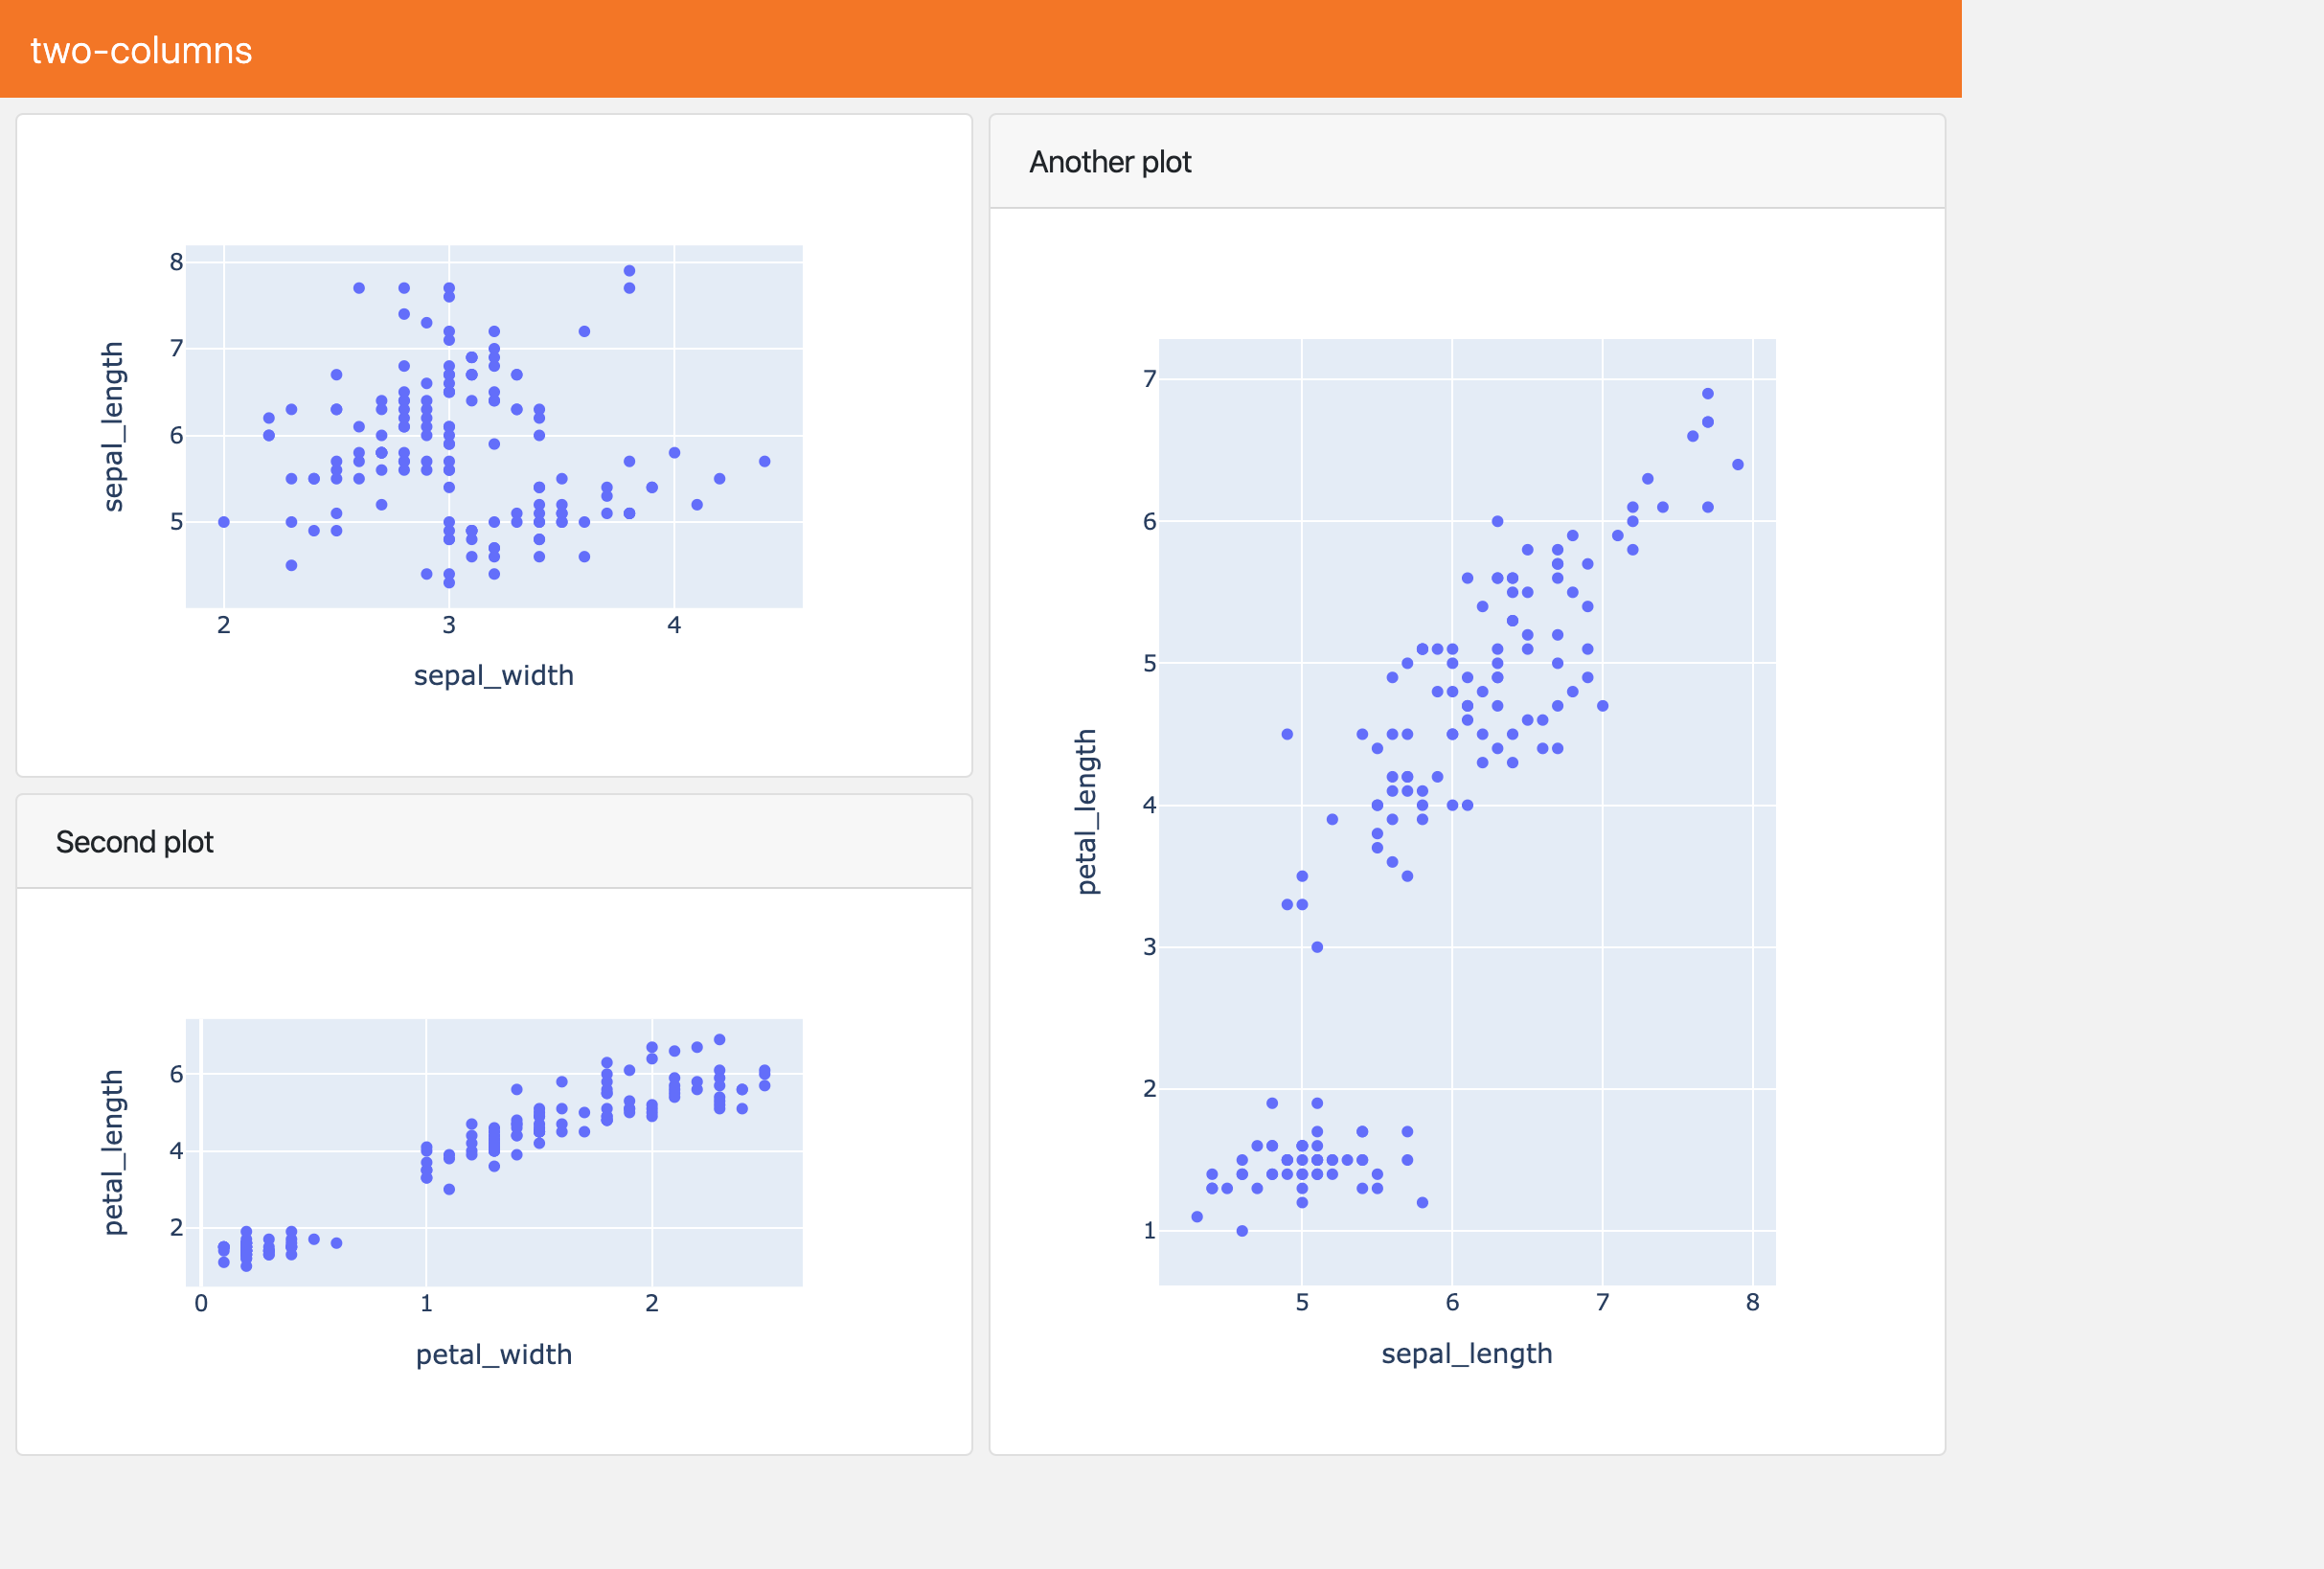 two-columns
8
7
6
5
sepal_length
2 3 4
sepal_width
Second plot
6
4
2
petal_length
0 1 2
petal_width
Another plot
7
6
5
4
3
2
1
petal_length
5 6 7 8
sepal_length